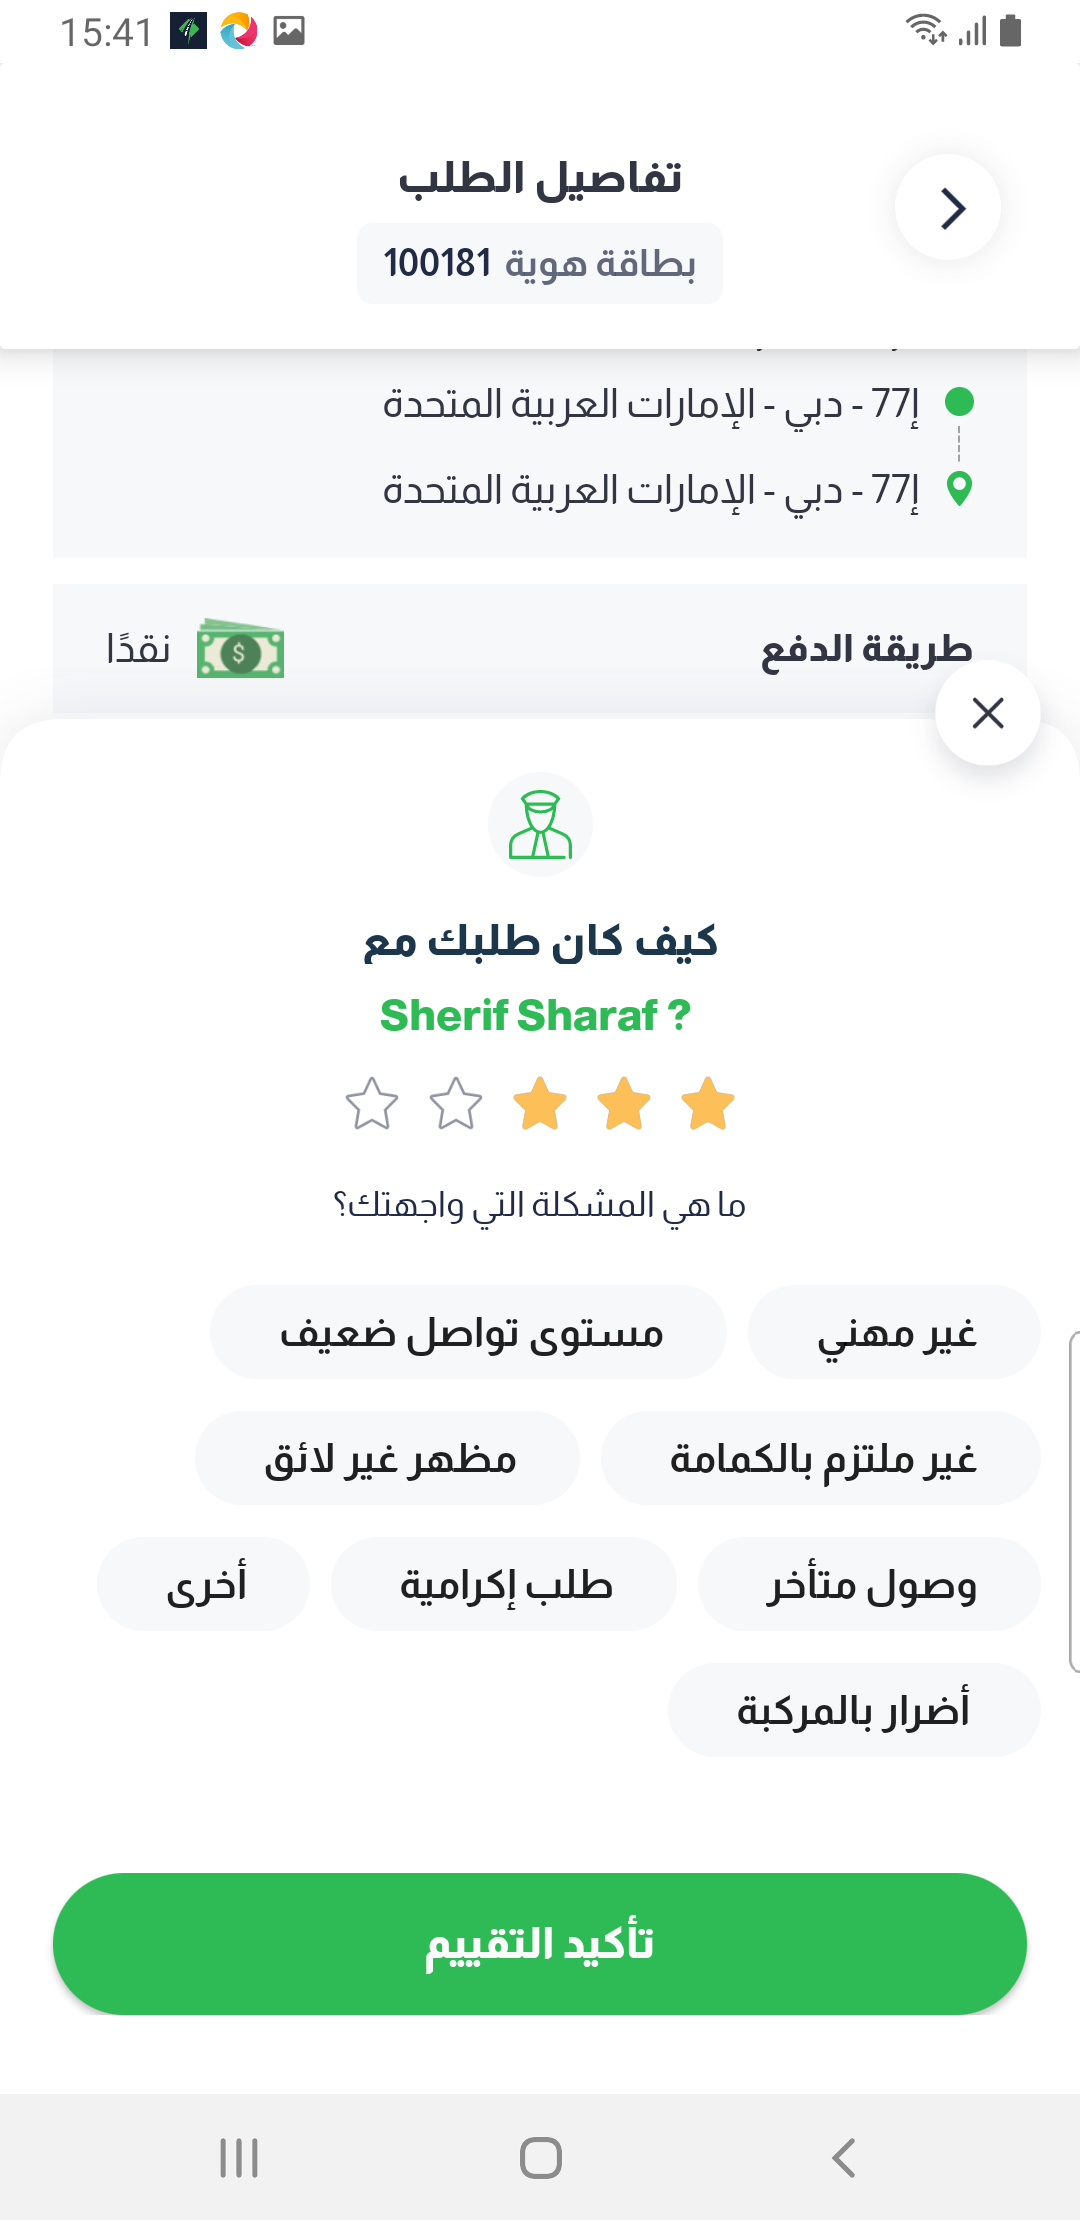 15:41
تفاصيل الطلب
بطاقة هوية 100181
إ77 - دبي - الإمارات العربية المتحدة
إ77 - دبي - الإمارات العربية المتحدة
طريقة الدفع نقدًا
كيف كان طلبك مع
Sherif Sharaf ?
ما هي المشكلة التي واجهتك؟
غير مهني مستوى تواصل ضعيف
غير ملتزم بالكمامة مظهر غير لائق
وصول متأخر طلب إكرامية أخرى
أضرار بالمركبة
تأكيد التقييم